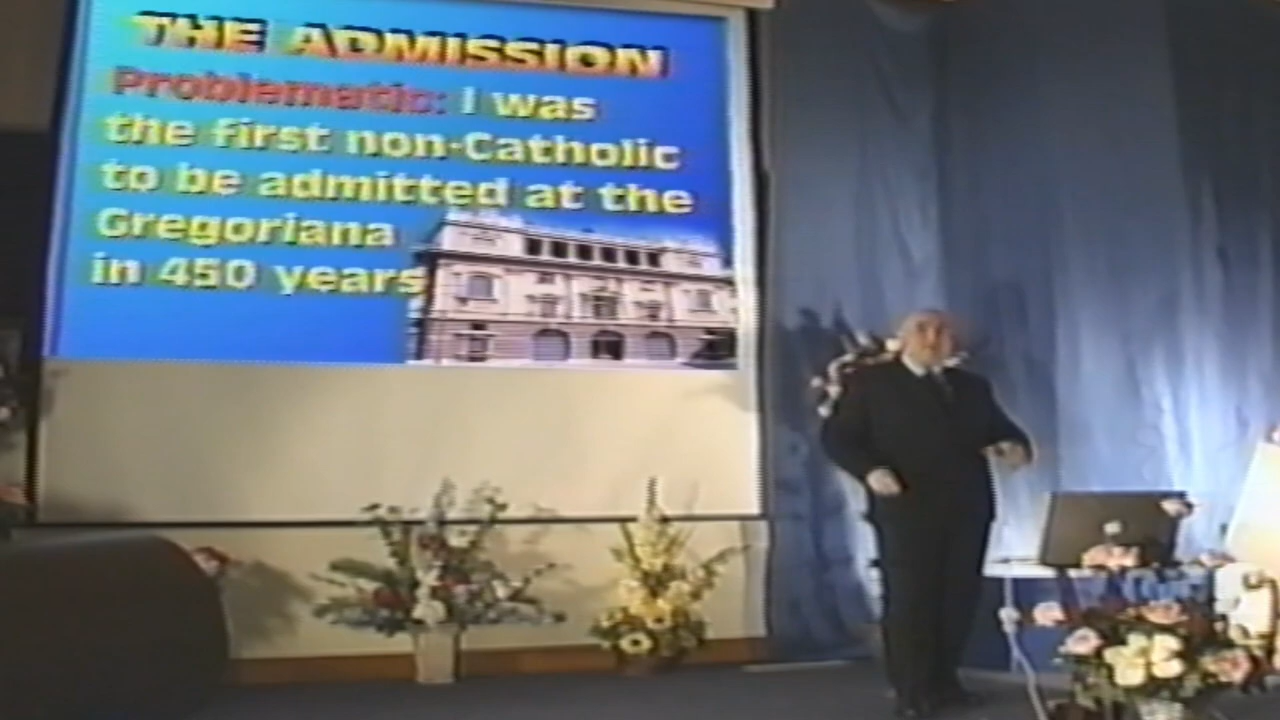 THE ADMISSION
Problematic: I was
the first non-Catholic
to be admitted at the
Gregoriana
in 450 years